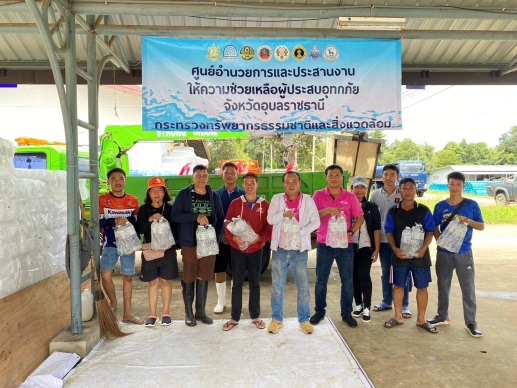 ศูนย์อำนวยการและประสานงาน
ให้ความช่วยเหลือผู้ประสบอุทกภัย
จังหวัดอุบลราชธานี
กระทรวงทรัพยากรธรรมชาติและสิ่งแวดล้อม
Kawasaki
POLICE